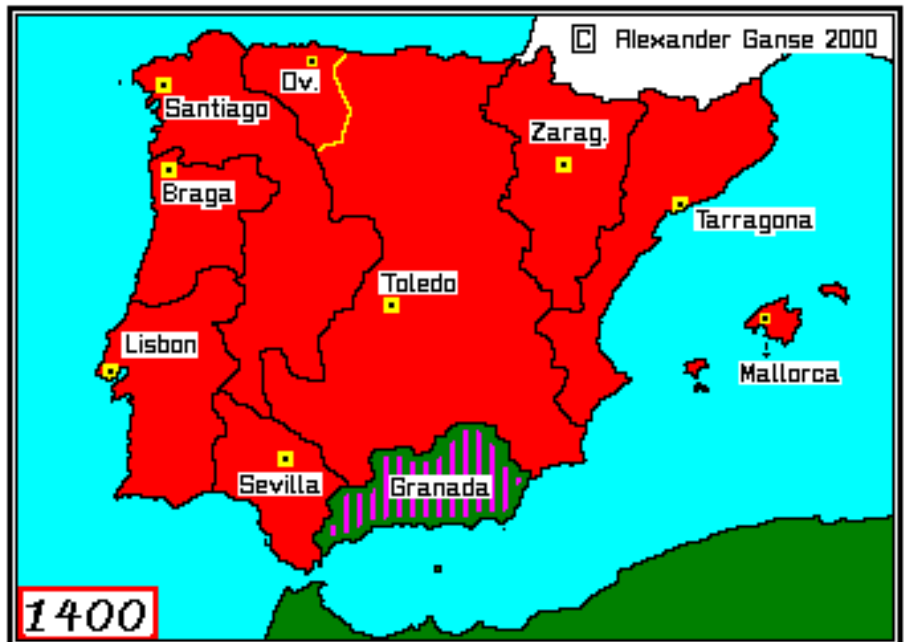 © Alexander Ganse 2000
Ov.
Santiago
Zarag.
Braga
Tarragona
Toledo
Lisbon
Mallorca
Sevilla
Granada
1400